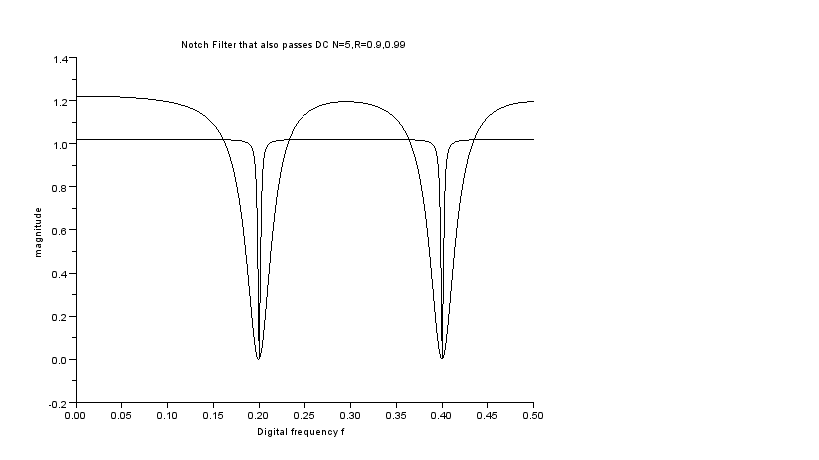 Notch Filter that also passes DC N=5,R=0.9,0.99
1.4
1.2
1.0
0.8
0.6
0.4
0.2
0.0
-0.2
magnitude
0.00 0.05 0.10 0.15 0.20 0.25 0.30 0.35 0.40 0.45 0.50
Digital frequency f